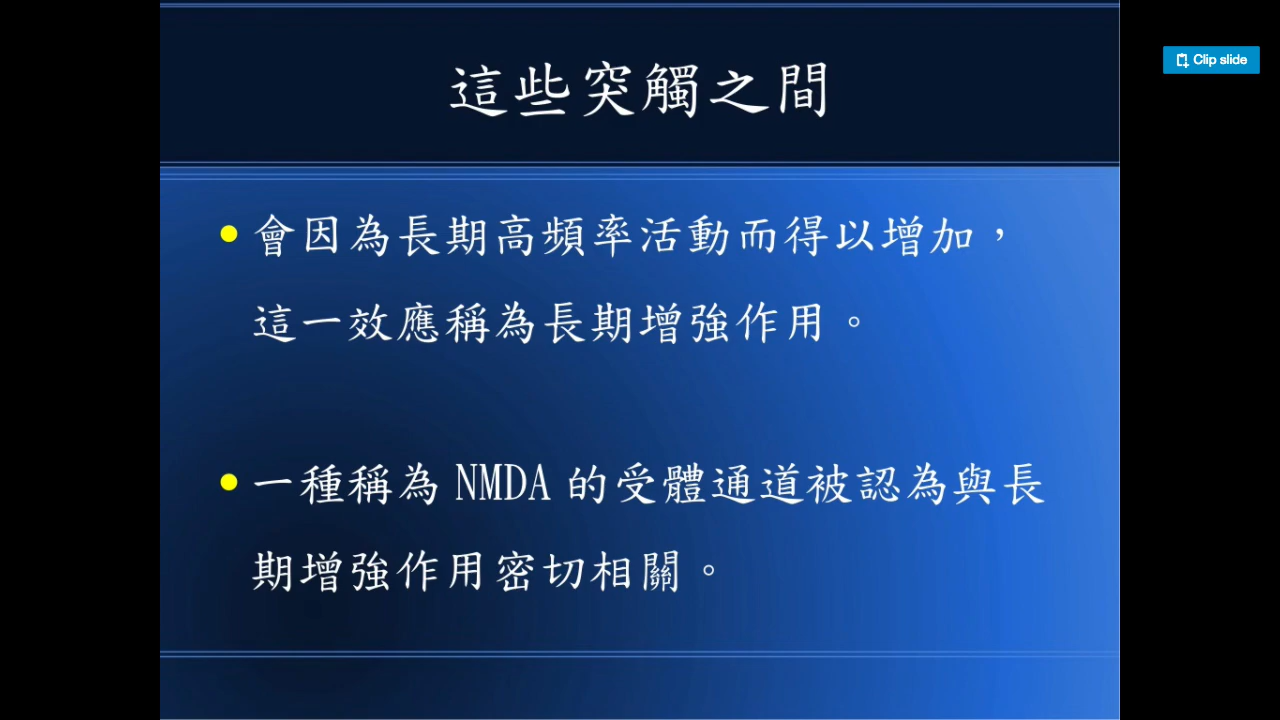 這些突觸之間
Clip slide
會因為長期高頻率活動而得以增加，
這一效應稱為長期增強作用。
一種稱為 NMDA 的受體通道被認為與長
期增強作用密切相關。